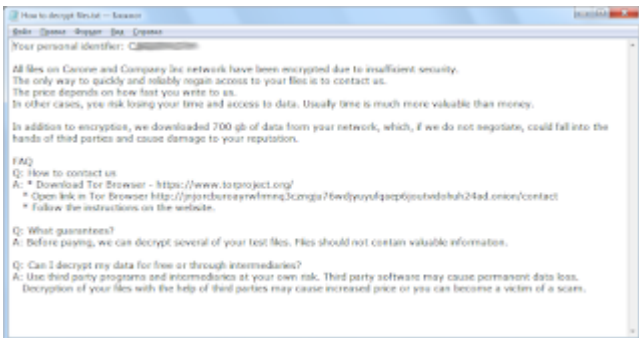 How to decrypt files.txt — Блокнот
Файл Правка Формат Вид Справка
Your personal identifier: C
All files on Carone and Company Inc network have been encrypted due to insufficient security.
The only way to quickly and reliably regain access to your files is to contact us.
The price depends on how fast you write to us.
In other cases, you risk losing your time and access to data. Usually time is much more valuable than money.
In addition to encryption, we downloaded 700 gb of data from your network, which, if we do not negotiate, could fall into the
hands of third parties and cause damage to your reputation.
FAQ
Q: How to contact us
A: * Download Tor Browser - https://www.torproject.org/
* Open link in Tor Browser
* Follow the instructions on the website.
Q: What guarantees?
A: Before paying, we can decrypt several of your test files. Files should not contain valuable information.
Q: Can I decrypt my data for free or through intermediaries?
A: Use third party programs and intermediaries at your own risk. Third party software may cause permanent data loss.
Decryption of your files with the help of third parties may cause increased price or you can become a victim of a scam.